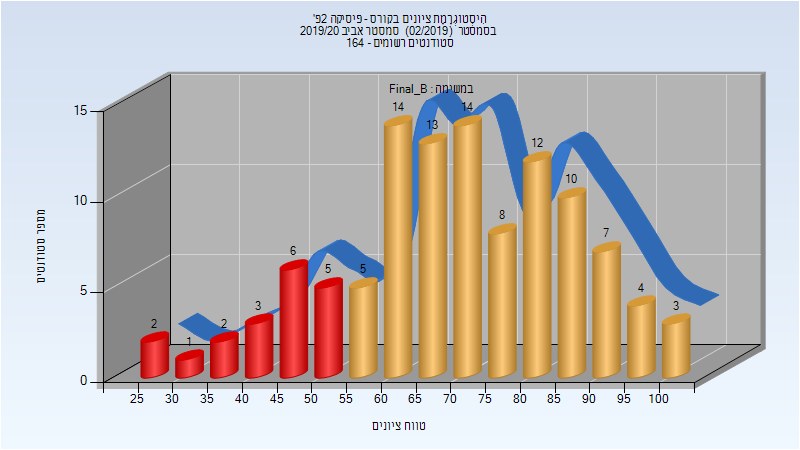 היסטוגרמת ציונים בקורס - פיסיקה 2פ'
בסמסטר (02/2019) סמסטר אביב 2019/20
סטודנטים רשומים - 164
במשימה : Final_B
15
10
5
0
מספר סטודנטים
2
1
2
3
6
5
5
14
13
14
8
12
10
7
4
3
25 30 35 40 45 50 55 60 65 70 75 80 85 90 95 100
טווח ציונים